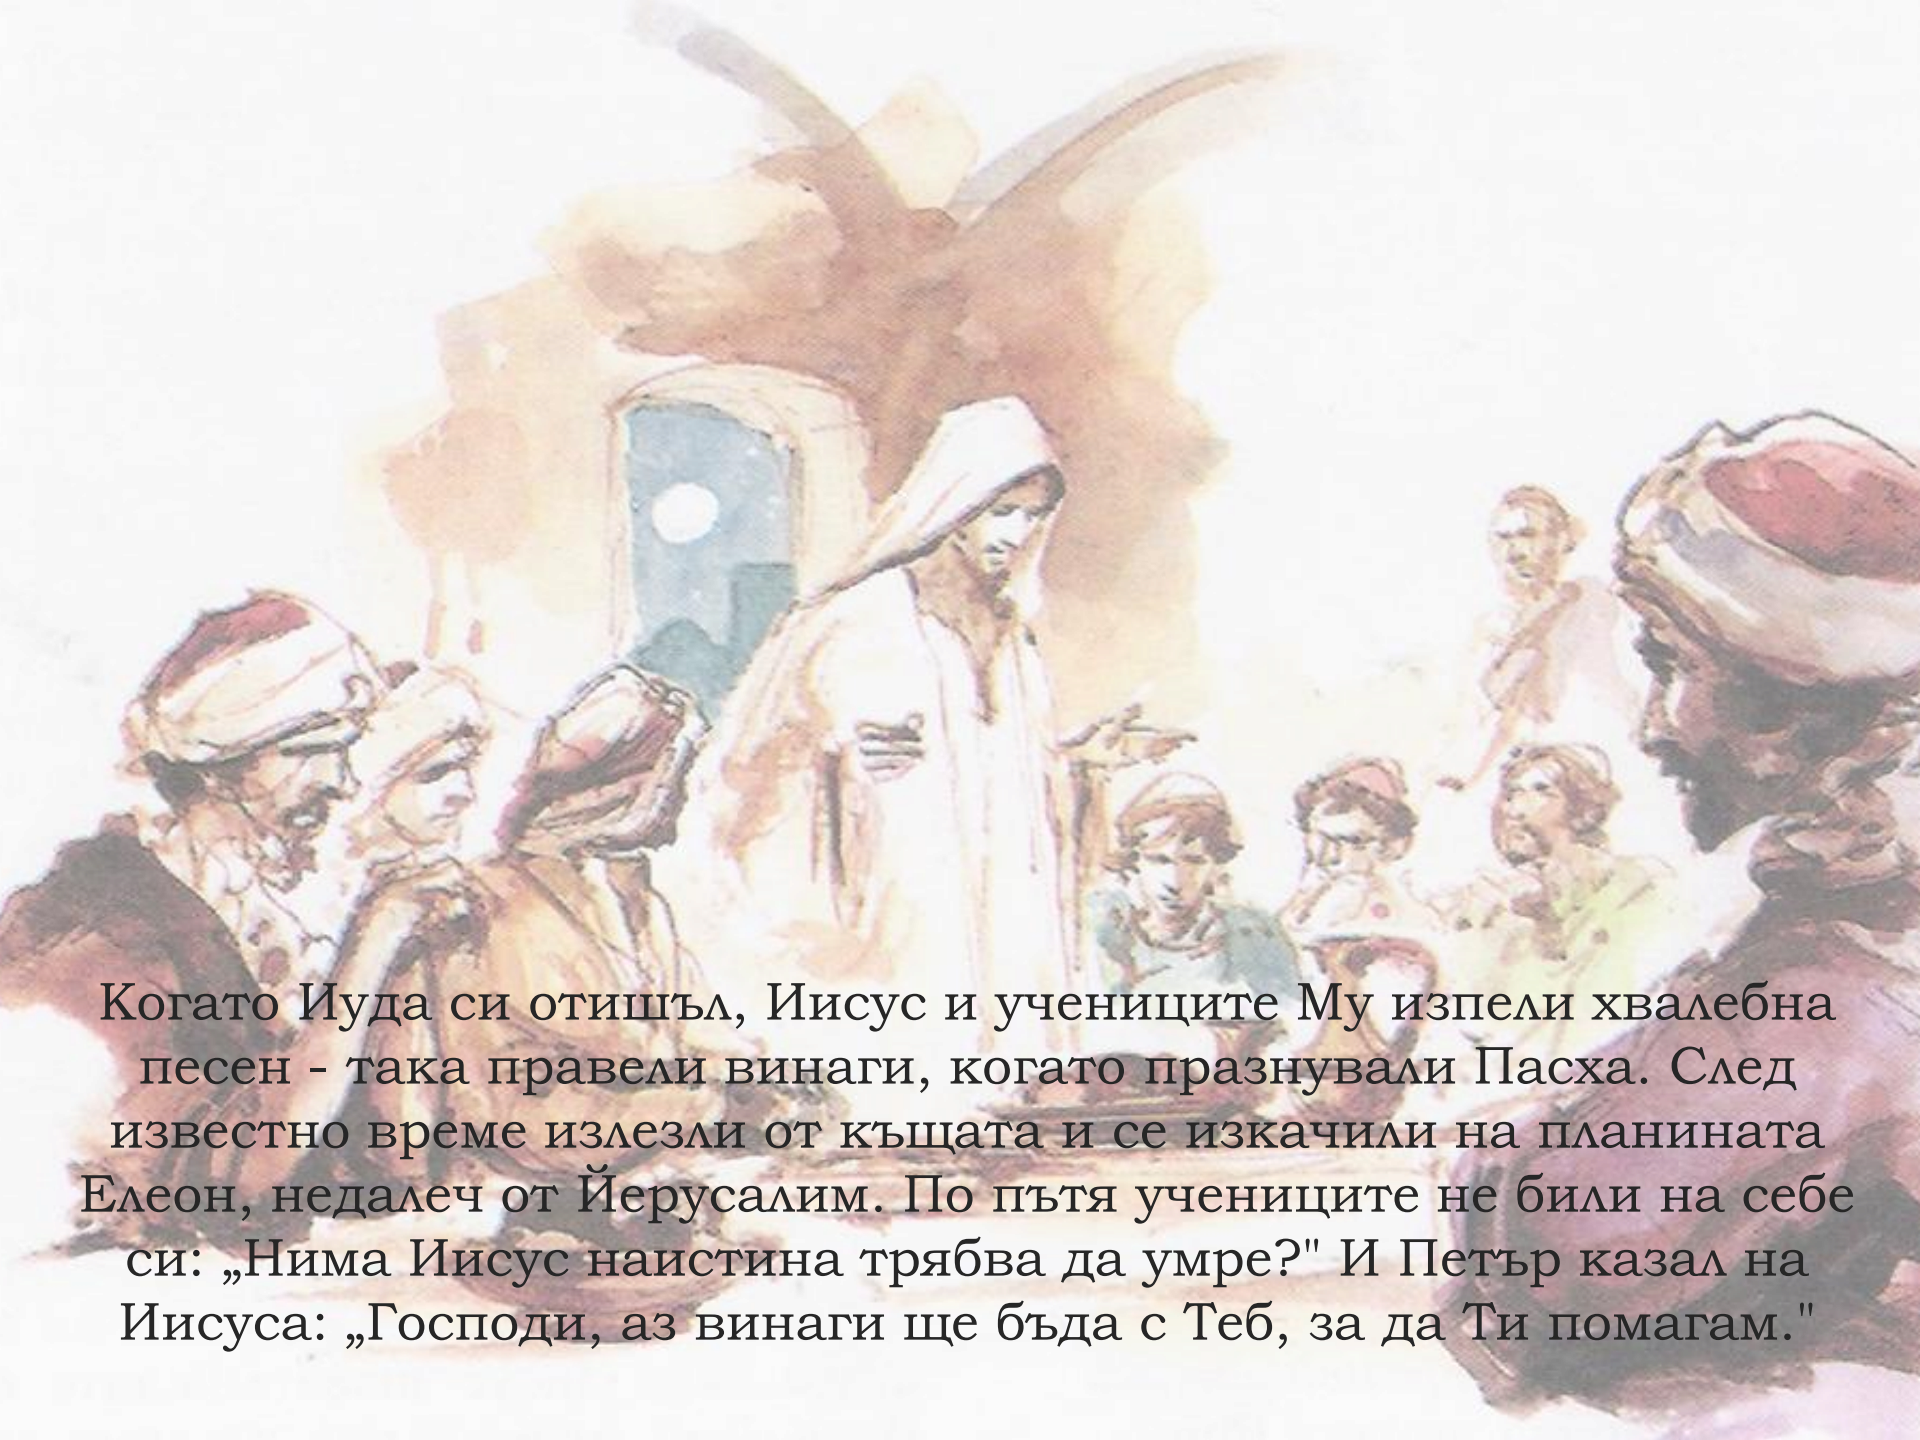 Когато Иуда си отишъл, Иисус и учениците Му изпели хвалебна
песен - така правели винаги, когато празнували Пасха. След
известно време излезли от къщата и се изкачили на планината
Елеон, недалеч от Йерусалим. По пътя учениците не били на себе
си: „Нима Иисус наистина трябва да умре?" И Петър казал на
Иисуса: „Господи, аз винаги ще бъда с Теб, за да Ти помагам."